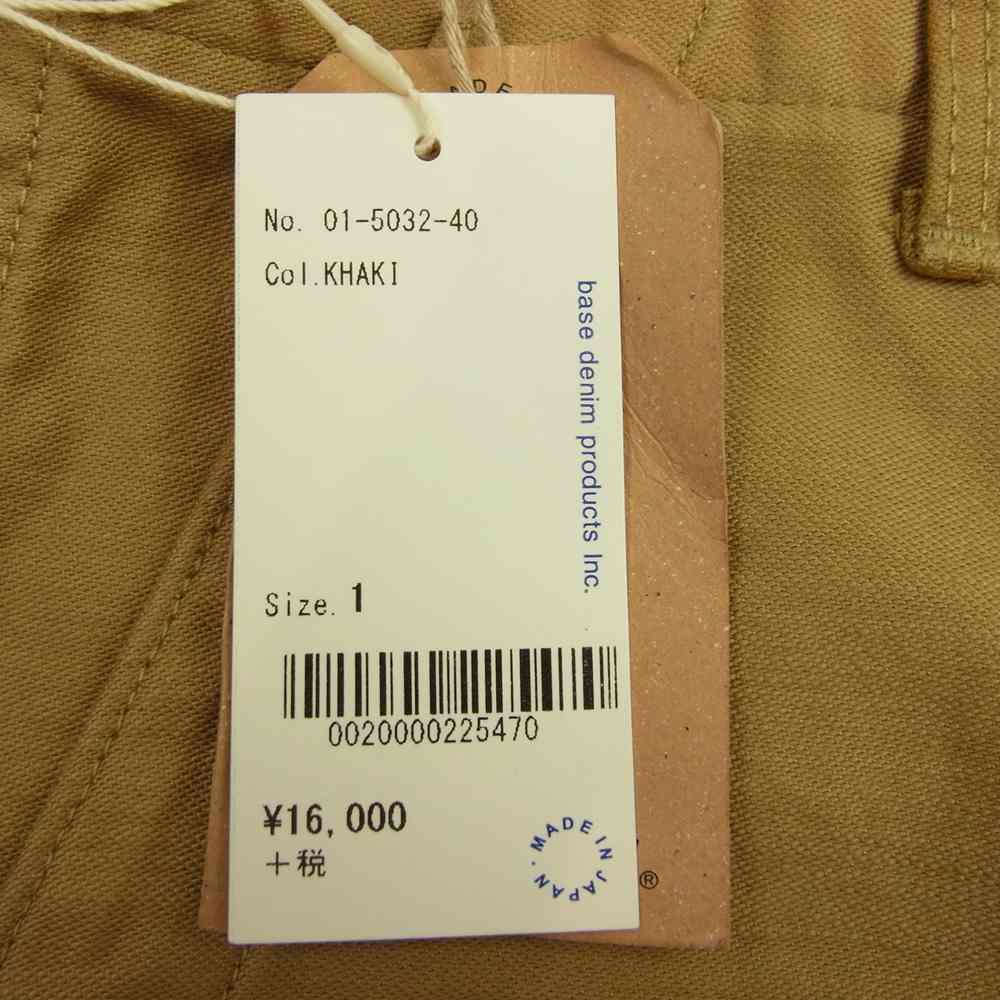 No. 01-5032-40
Col.KHAKI
base denim products Inc.
Size. 1
0020000225470
¥16,000
+税
MADE IN JAPAN ·
®